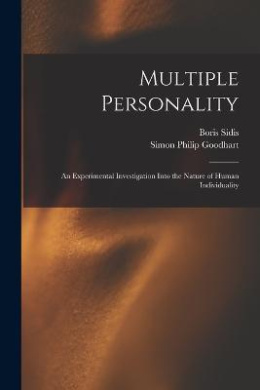 MULTIPLE
PERSONALITY
Boris Sidis
Simon Philip Goodhart
An Experimental Investigation Into the Nature of Human
Individuality